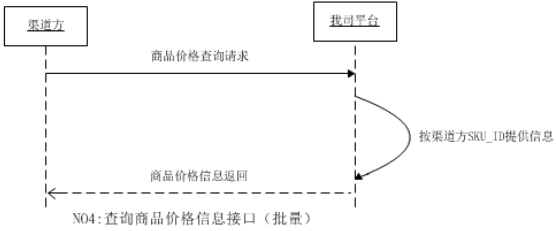 渠道方
我司平台
商品价格查询请求
按渠道方SKU_ID提供信息
商品价格信息返回
NO4:查询商品价格信息接口（批量）